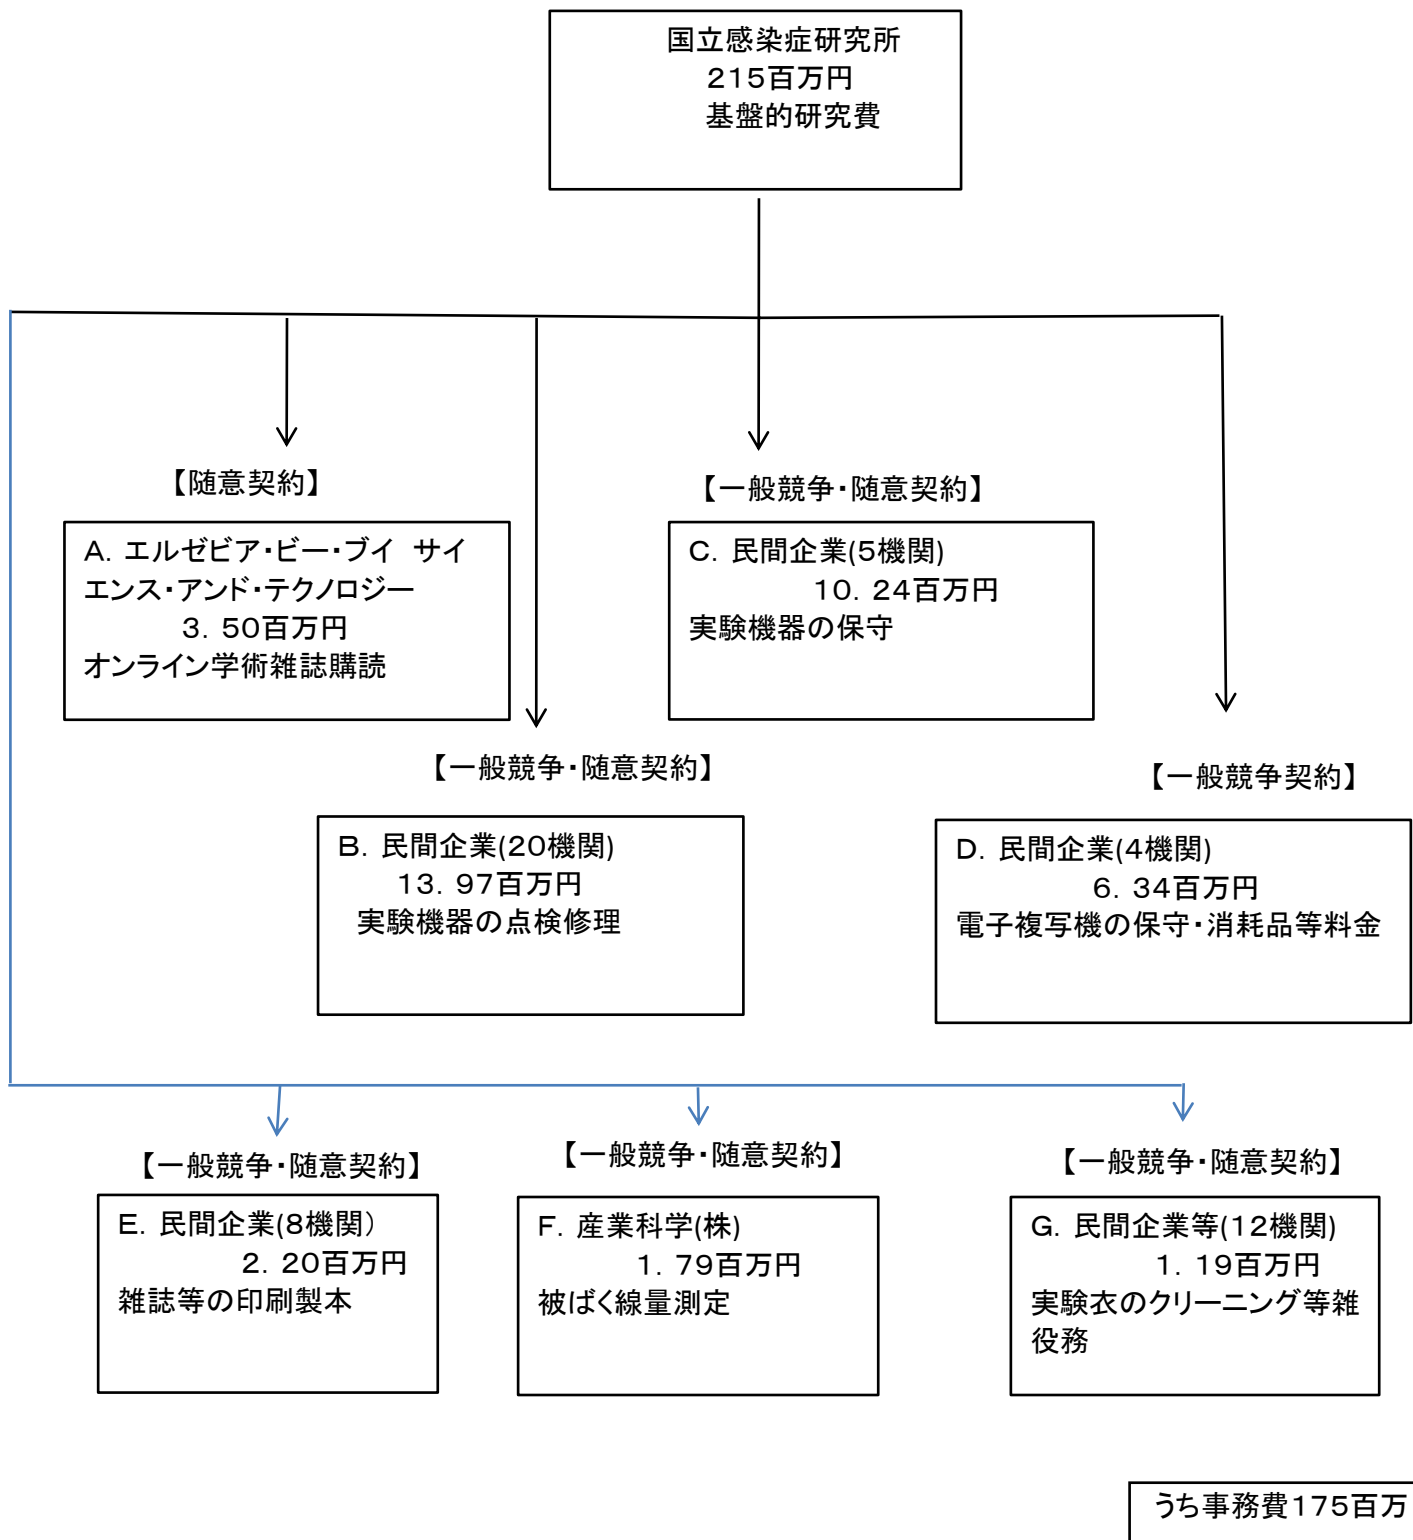 国立感染症研究所
215百万円
基盤的研究費
【随意契約】
A. エルゼビア・ビー・ブイ サイ
エンス・アンド・テクノロジー
3. 50百万円
オンライン学術雑誌購読
【一般競争・随意契約】
C. 民間企業(5機関)
10. 24百万円
実験機器の保守
【一般競争・随意契約】
B. 民間企業(20機関)
13. 97百万円
実験機器の点検修理
【一般競争契約】
D. 民間企業(4機関)
6. 34百万円
電子複写機の保守・消耗品等料金
【一般競争・随意契約】
E. 民間企業(8機関）
2. 20百万円
雑誌等の印刷製本
【一般競争・随意契約】
F. 産業科学(株)
1. 79百万円
被ばく線量測定
【一般競争・随意契約】
G. 民間企業等(12機関)
1. 19百万円
実験衣のクリーニング等雑
役務
うち事務費175百万